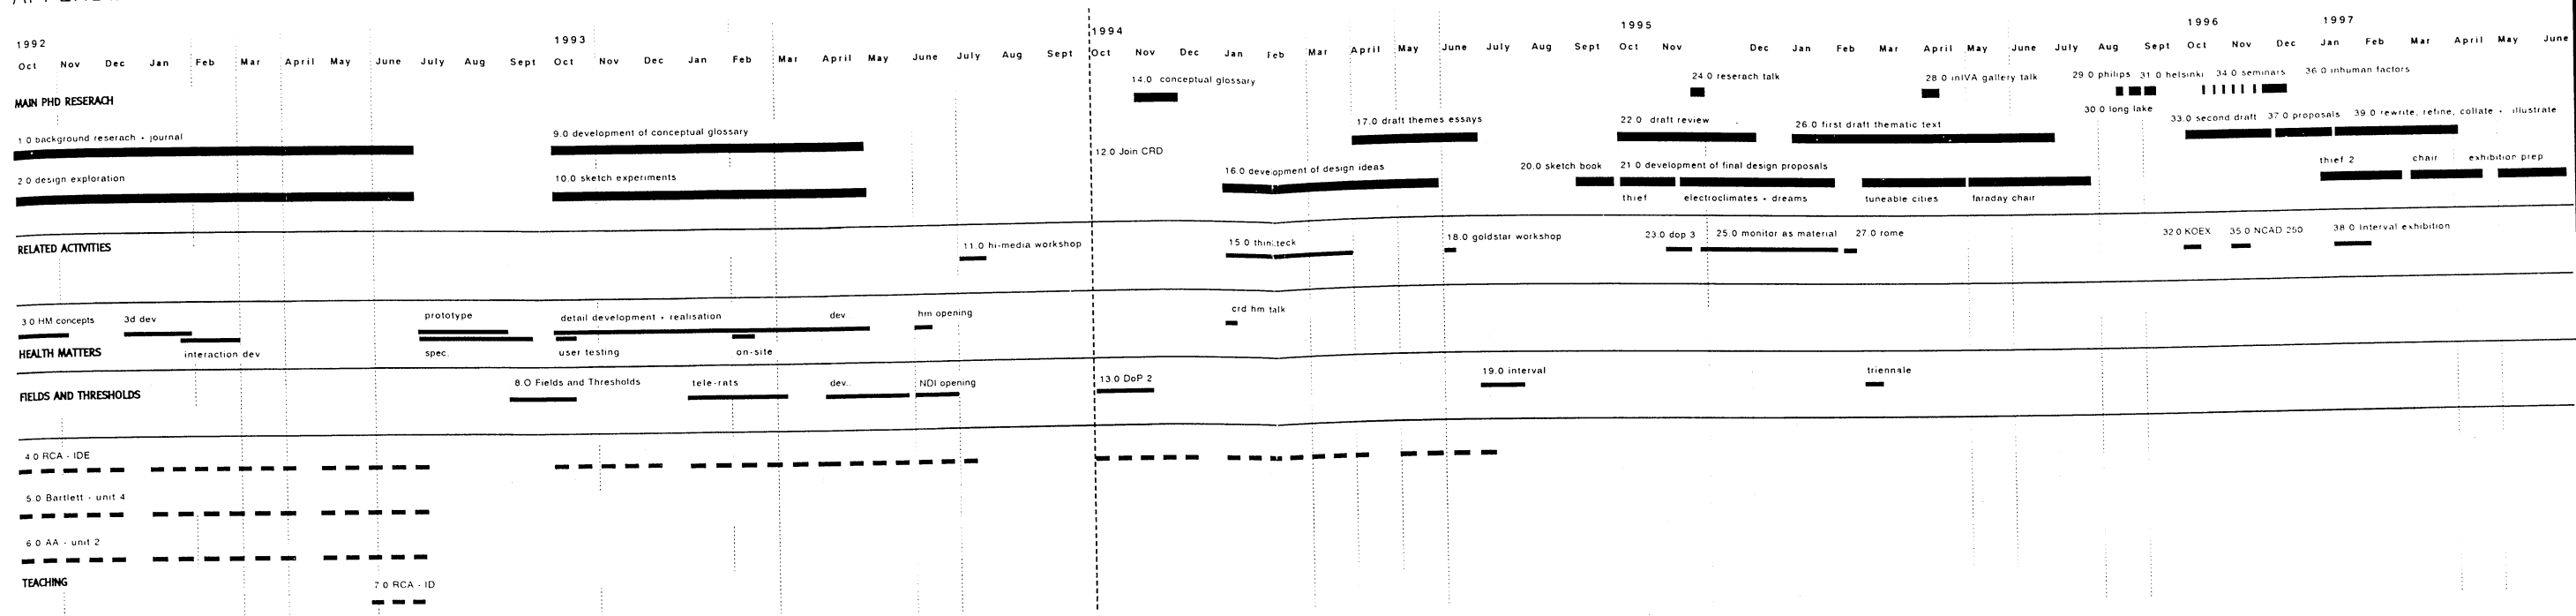 1992 1993 1994 1995 1996 1997
Oct Nov Dec Jan Feb Mar April May June July Aug Sept Oct Nov Dec Jan Feb Mar April May June July Aug Sept Oct Nov Dec Jan Feb Mar April May June July Aug Sept Oct Nov Dec Jan Feb Mar April May June July Aug Sept Oct Nov Dec Jan Feb Mar April May June
14.0 conceptual glossary 24.0 reserach talk 28.0 inIVA gallery talk 29.0 philips 31.0 helsinki 34.0 seminars 36.0 inhuman factors
MAIN PHD RESERACH
30.0 long lake
1.0 background reserach + journal 9.0 development of conceptual glossary 17.0 draft themes essays 22.0 draft review 26.0 first draft thematic text 33.0 second draft 37.0 proposals 39.0 rewrite, refine, collate + illustrate
12.0 Join CRD
2.0 design exploration 10.0 sketch experiments 16.0 development of design ideas 20.0 sketch book 21.0 development of final design proposals thief 2 chair exhibition prep
thief electroclimates + dreams tuneable cities faraday chair
RELATED ACTIVITIES
11.0 hi-media workshop 15.0 thinkteck 18.0 goldstar workshop 23.0 dop 3 25.0 monitor as material 27.0 rome 32.0 KOEX 35.0 NCAD 250 38.0 Interval exhibition
3.0 HM concepts 3d dev prototype detail development + realisation dev hm opening crd hm talk
HEALTH MATTERS interaction dev spec. user testing on-site
8.0 Fields and Thresholds tele-rats dev.. NDI opening 13.0 DoP 2 19.0 interval triennale
FIELDS AND THRESHOLDS
4.0 RCA - IDE
5.0 Bartlett - unit 4
6.0 AA - unit 2
TEACHING
7.0 RCA - ID